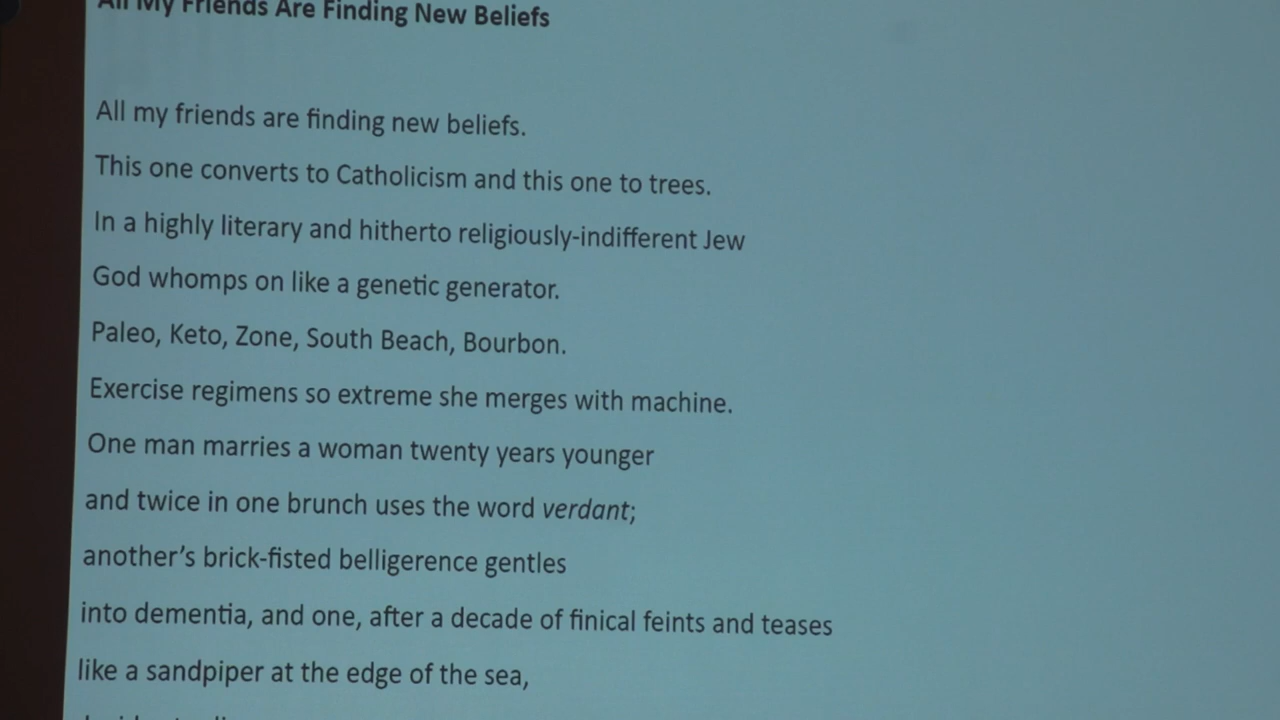 All My Friends Are Finding New Beliefs
All my friends are finding new beliefs.
This one converts to Catholicism and this one to trees.
In a highly literary and hitherto religiously-indifferent Jew
God whomps on like a genetic generator.
Paleo, Keto, Zone, South Beach, Bourbon.
Exercise regimens so extreme she merges with machine.
One man marries a woman twenty years younger
and twice in one brunch uses the word verdant;
another’s brick-fisted belligerence gentles
into dementia, and one, after a decade of finical feints and teases
like a sandpiper at the edge of the sea,